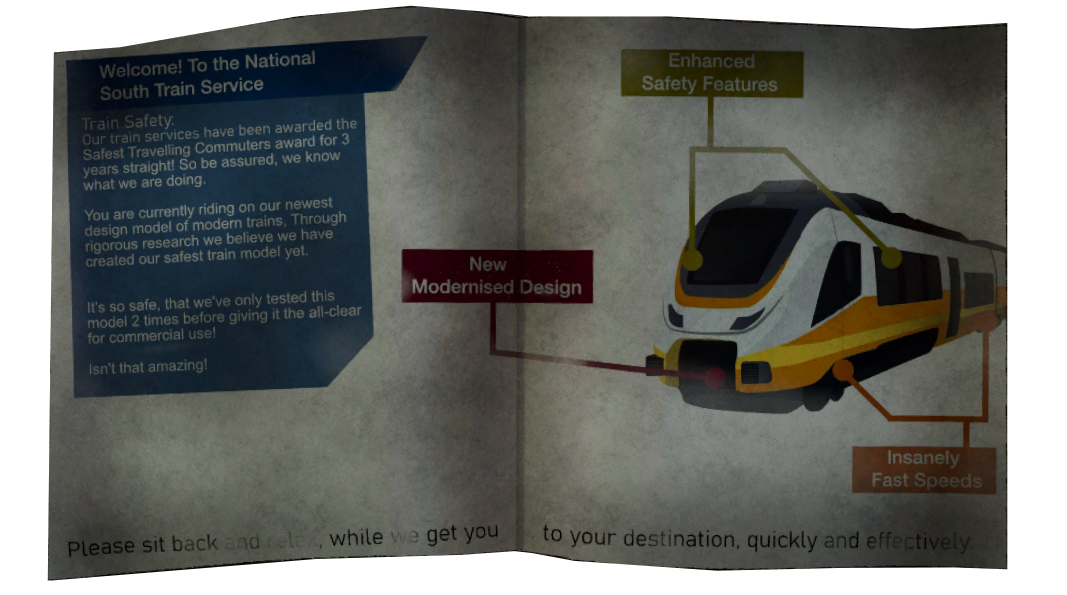 Welcome! To the National
South Train Service
Train Safety:
Our train services have been awarded the
Safest Travelling Commuters award for 3
years straight! So be assured, we know
what we are doing.
You are currently riding on our newest
design model of modern trains, Through
rigorous research we believe we have
created our safest train model yet.
It's so safe, that we've only tested this
model 2 times before giving it the all-clear
for commercial use!
Isn't that amazing!
New
Modernised Design
Enhanced
Safety Features
Insanely
Fast Speeds
Please sit back and relax, while we get you to your destination, quickly and effectively.